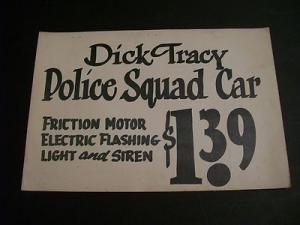 Dick Tracy
Police Squad Car
FRICTION MOTOR
ELECTRIC FLASHING
LIGHT and SIREN
$1.39